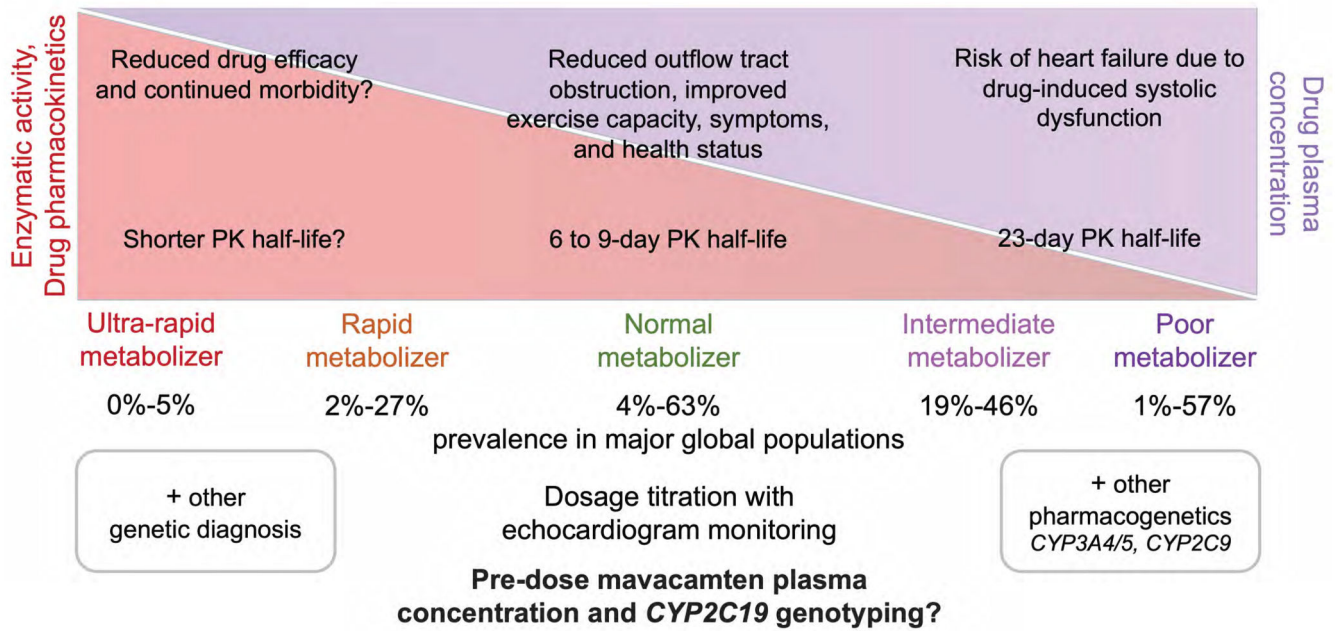 Enzymatic activity,
Drug pharmacokinetics
Reduced drug efficacy
and continued morbidity?
Reduced outflow tract
obstruction, improved
exercise capacity, symptoms,
and health status
Risk of heart failure due to
drug-induced systolic
dysfunction
Drug plasma
concentration
Shorter PK half-life?
6 to 9-day PK half-life
23-day PK half-life
Ultra-rapid
metabolizer
Rapid
metabolizer
Normal
metabolizer
Intermediate
metabolizer
Poor
metabolizer
0%-5%
2%-27%
4%-63%
19%-46%
1%-57%
prevalence in major global populations
+ other
genetic diagnosis
Dosage titration with
echocardiogram monitoring
+ other
pharmacogenetics
CYP3A4/5, CYP2C9
Pre-dose mavacamten plasma
concentration and CYP2C19 genotyping?